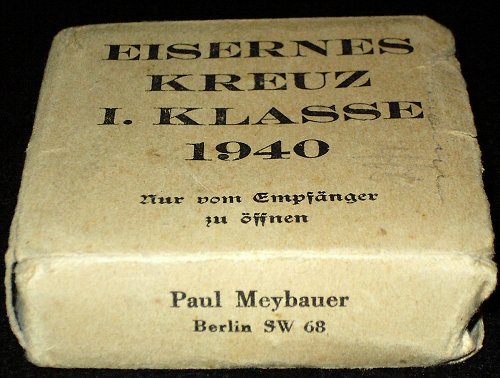 EISERNES
KREUZ
I. KLASSE
1940
Nur vom Empfänger
zu öffnen
Paul Meybauer
Berlin SW 68